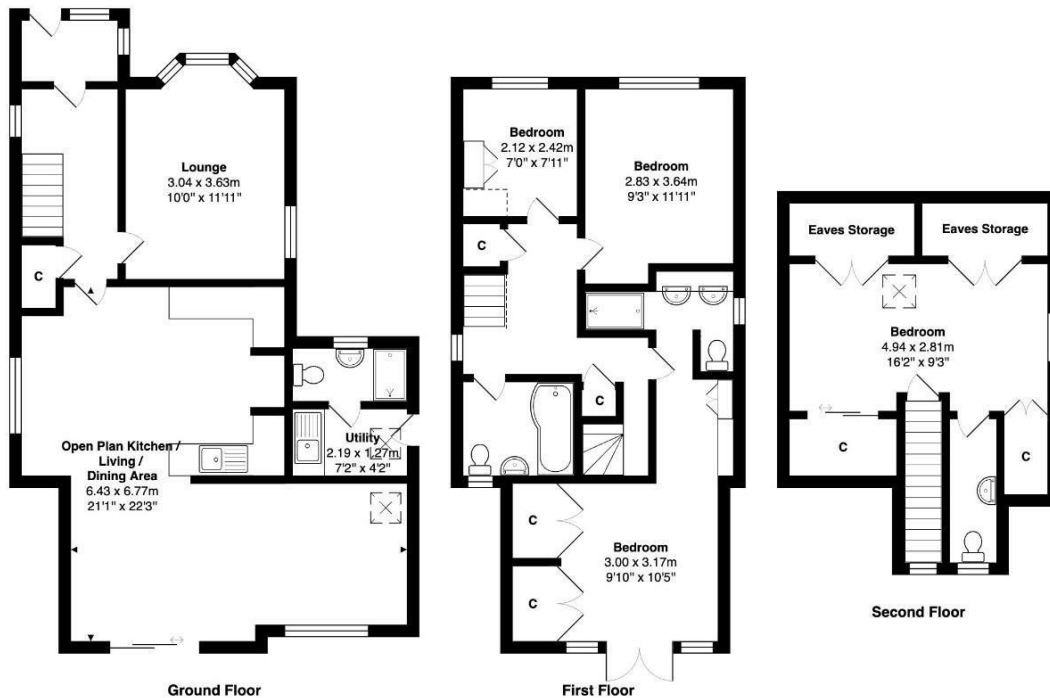 Lounge
3.04 x 3.63m
10'0" x 11'11"
C
Open Plan Kitchen /
Living /
Dining Area
6.43 x 6.77m
21'1" x 22'3"
Utility
2.19 x 1.27m
7'2" x 4'2"
Ground Floor
Bedroom
2.12 x 2.42m
7'0" x 7'11"
Bedroom
2.83 x 3.64m
9'3" x 11'11"
C
C
C
C
Bedroom
3.00 x 3.17m
9'10" x 10'5"
First Floor
Eaves Storage
Eaves Storage
Bedroom
4.94 x 2.81m
16'2" x 9'3"
C
C
Second Floor